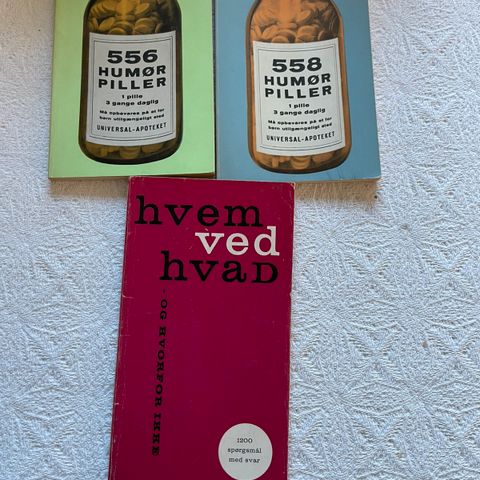 556
HUMØR
PILLER
1 pille
3 gange daglig
Må opbevares på et for
børn utilgængeligt sted
UNIVERSAL-APOTEKET
558
HUMØR
PILLER
1 pille
3 gange daglig
Må opbevares på et for
børn utilgængeligt sted
UNIVERSAL-APOTEKET
hvem
ved
hvaD
- OG HVORFOR IKKE
1200
spørgsmål
med svar